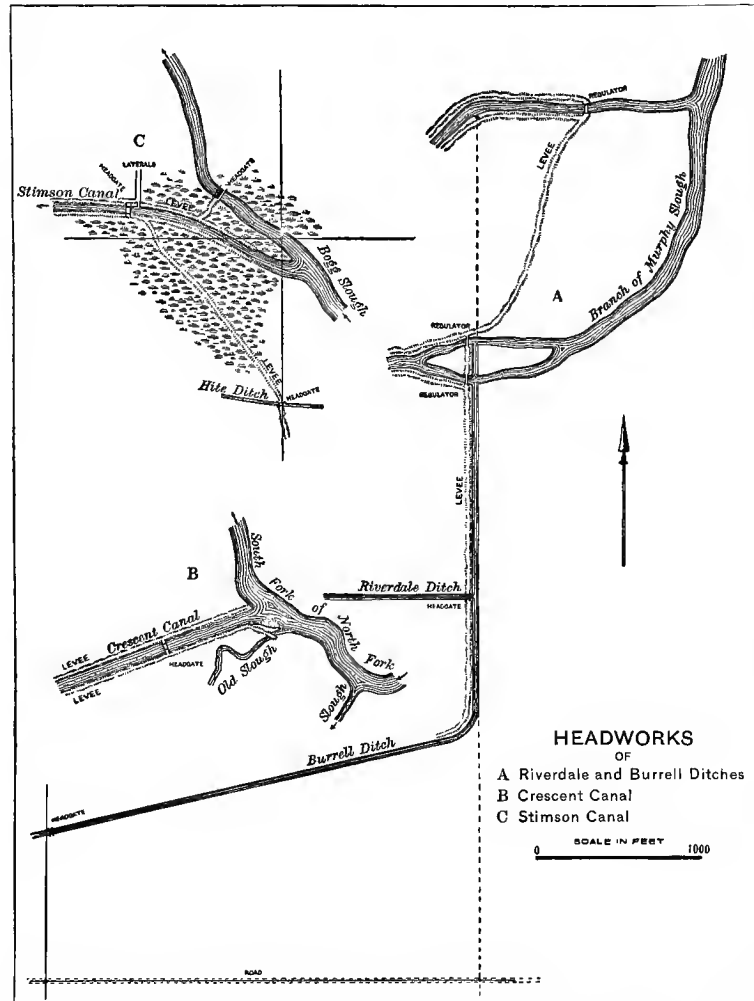 REGULATOR
C
LATERALS
HEADGATE
HEADGATE
Stimson Canal
LEVEE
LEVEE
Bogg Slough
Branch of Murphy Slough
A
REGULATOR
LEVEE
Hite Ditch
HEADGATE
REGULATOR
LEVEE
B
South Fork of North Fork
Riverdale Ditch
HEADGATE
Crescent Canal
LEVEE
HEADGATE
LEVEE
Old Slough
Slough
Burrell Ditch
HEADGATE
HEADWORKS
OF
A Riverdale and Burrell Ditches
B Crescent Canal
C Stimson Canal
SCALE IN FEET
0 1000
ROAD